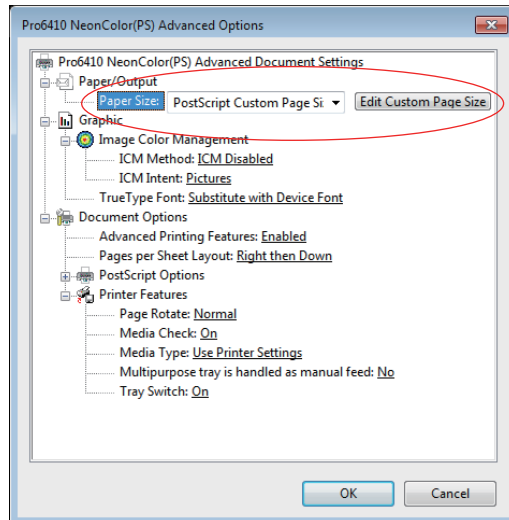 Pro6410 NeonColor(PS) Advanced Options
Pro6410 NeonColor(PS) Advanced Document Settings
Paper/Output
Paper Size: PostScript Custom Page Si Edit Custom Page Size
Graphic
Image Color Management
ICM Method: ICM Disabled
ICM Intent: Pictures
TrueType Font: Substitute with Device Font
Document Options
Advanced Printing Features: Enabled
Pages per Sheet Layout: Right then Down
PostScript Options
Printer Features
Page Rotate: Normal
Media Check: On
Media Type: Use Printer Settings
Multipurpose tray is handled as manual feed: No
Tray Switch: On
OK Cancel